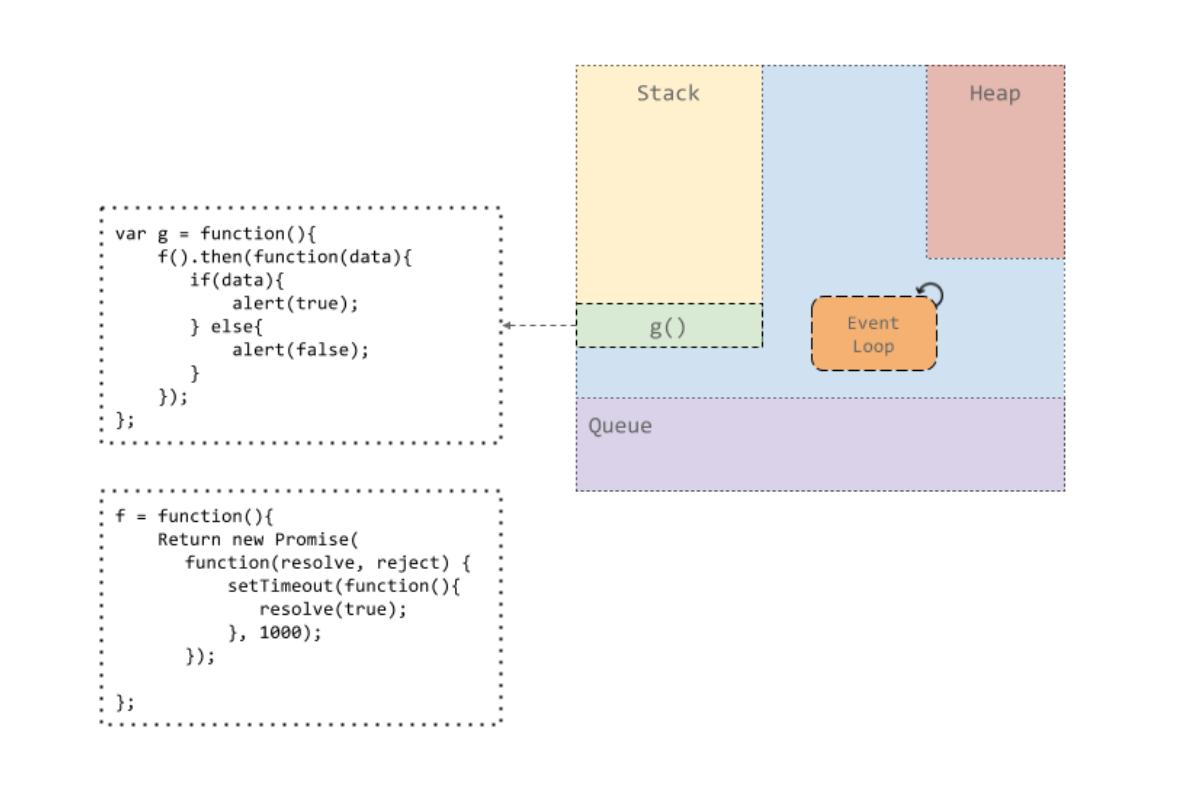 Stack
Heap
var g = function(){
f().then(function(data){
if(data){
alert(true);
} else{
alert(false);
}
});
};
g()
Event
Loop
Queue
f = function(){
Return new Promise(
function(resolve, reject) {
setTimeout(function(){
resolve(true);
}, 1000);
});
};